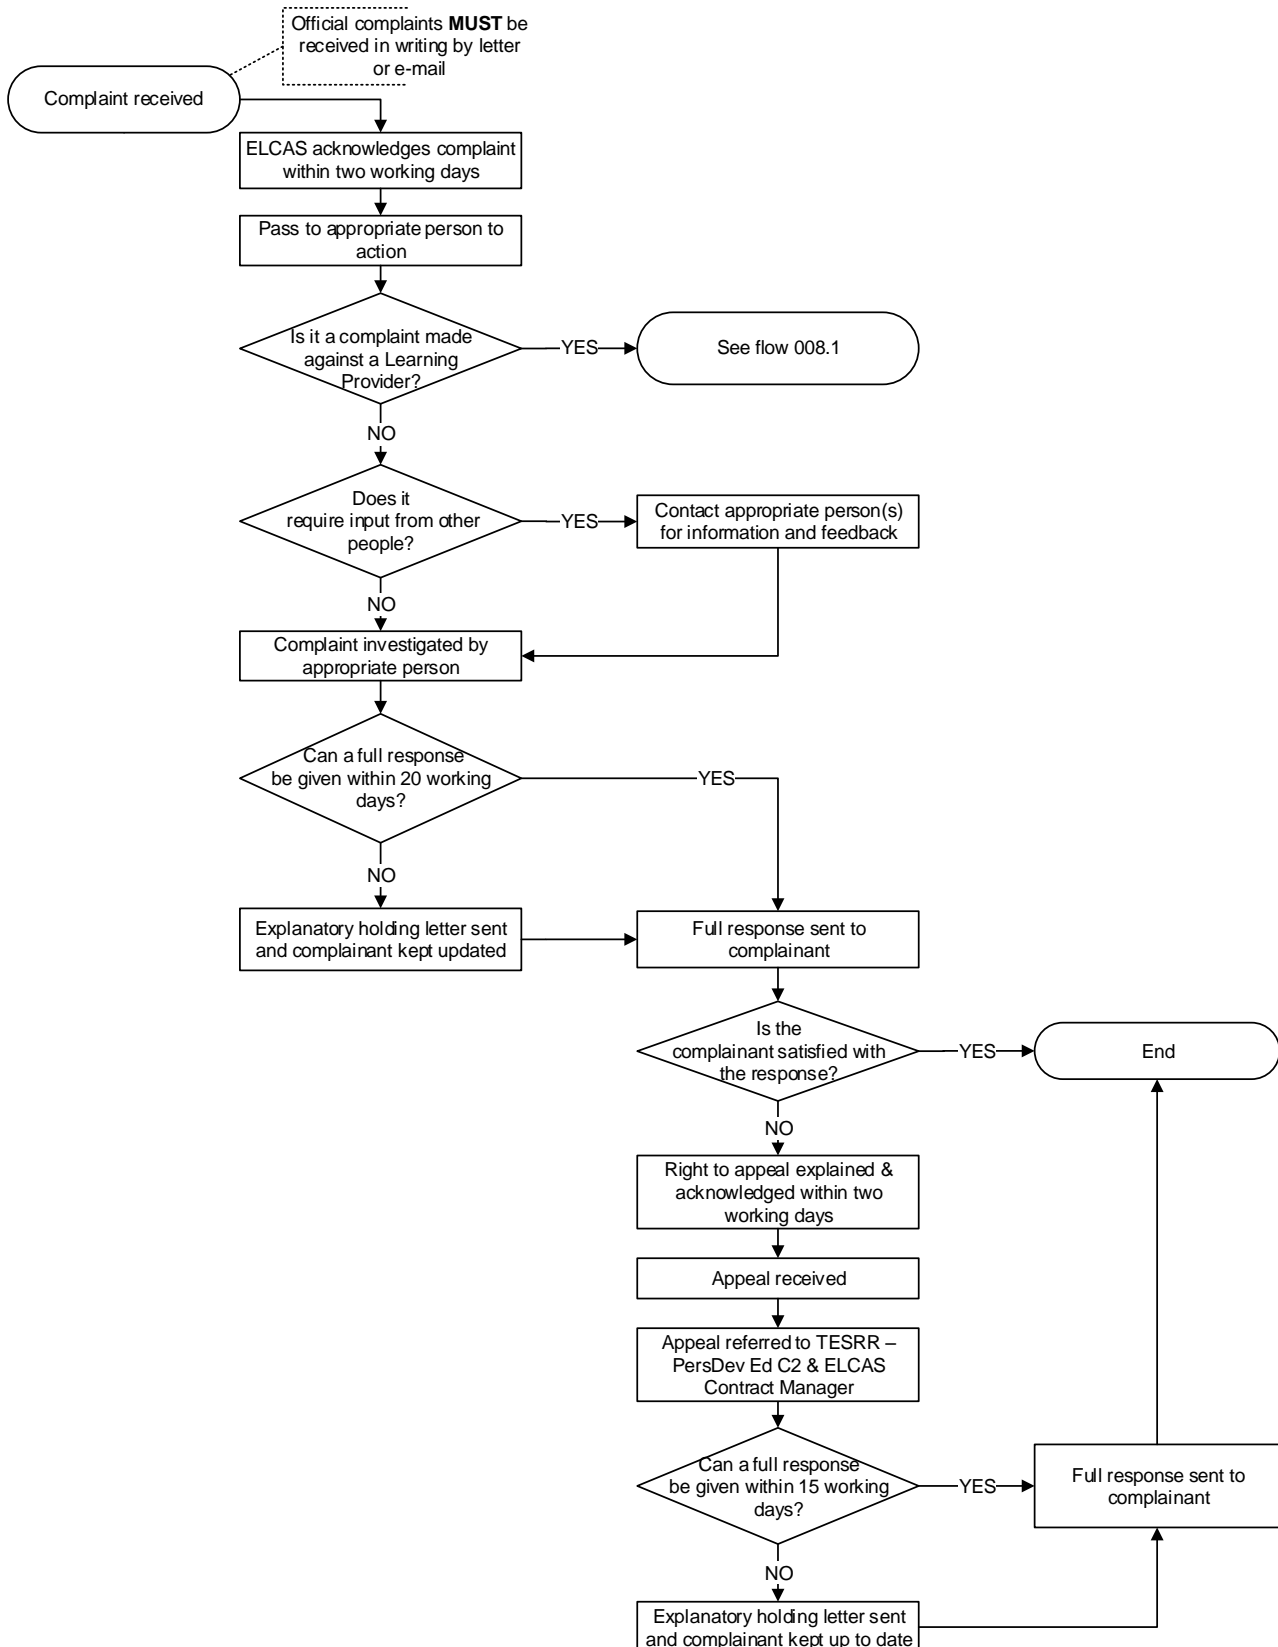 Official complaints MUST be
received in writing by letter
or e-mail
Complaint received
ELCAS acknowledges complaint
within two working days
Pass to appropriate person to
action
Is it a complaint made
against a Learning
Provider?
YES
See flow 008.1
NO
Does it
require input from other
people?
YES
Contact appropriate person(s)
for information and feedback
NO
Complaint investigated by
appropriate person
Can a full response
be given within 20 working
days?
YES
NO
Explanatory holding letter sent
and complainant kept updated
Full response sent to
complainant
Is the
complainant satisfied with
the response?
YES
End
NO
Right to appeal explained &
acknowledged within two
working days
Appeal received
Appeal referred to TESRR –
PersDev Ed C2 & ELCAS
Contract Manager
Can a full response
be given within 15 working
days?
YES
Full response sent to
complainant
NO
Explanatory holding letter sent
and complainant kept up to date